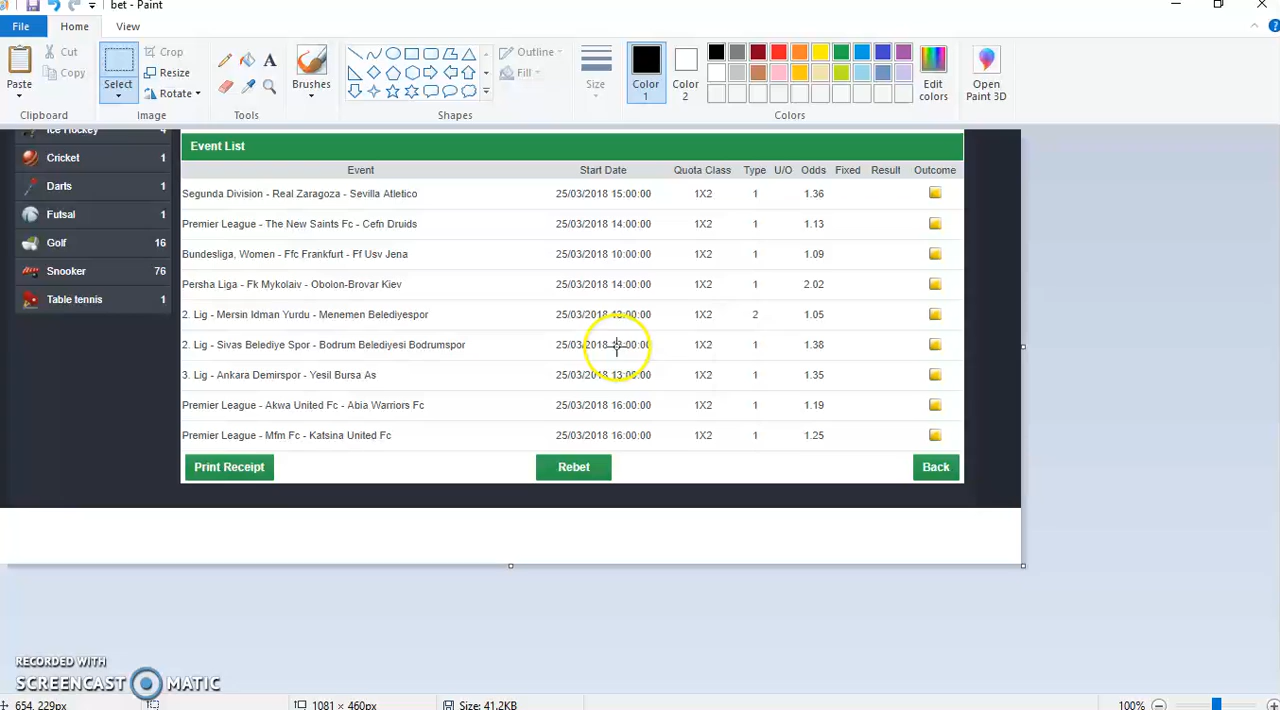 bet - Paint
File Home View
Paste Cut Copy Clipboard
Select Crop Resize Rotate Image
Tools
Brushes
Outline Fill Shapes
Size
Color 1 Color 2 Edit colors Colors
Open Paint 3D
Ice Hockey 4
Cricket 1
Darts 1
Futsal 1
Golf 16
Snooker 76
Table tennis 1
Event List
Event Start Date Quota Class Type U/O Odds Fixed Result Outcome
Segunda Division - Real Zaragoza - Sevilla Atletico 25/03/2018 15:00:00 1X2 1 1.36
Premier League - The New Saints Fc - Cefn Druids 25/03/2018 14:00:00 1X2 1 1.13
Bundesliga, Women - Ffc Frankfurt - Ff Usv Jena 25/03/2018 10:00:00 1X2 1 1.09
Persha Liga - Fk Mykolaiv - Obolon-Brovar Kiev 25/03/2018 14:00:00 1X2 1 2.02
2. Lig - Mersin Idman Yurdu - Menemen Belediyespor 25/03/2018 1X2 2 1.05
2. Lig - Sivas Belediye Spor - Bodrum Belediyesi Bodrumspor 25/03/2018 1X2 1 1.38
3. Lig - Ankara Demirspor - Yesil Bursa As 25/03/2018 13:00:00 1X2 1 1.35
Premier League - Akwa United Fc - Abia Warriors Fc 25/03/2018 16:00:00 1X2 1 1.19
Premier League - Mfm Fc - Katsina United Fc 25/03/2018 16:00:00 1X2 1 1.25
Print Receipt Rebet Back
RECORDED WITH
SCREENCAST MATIC
654, 229px 1081 × 460px Size: 41.2KB 100%